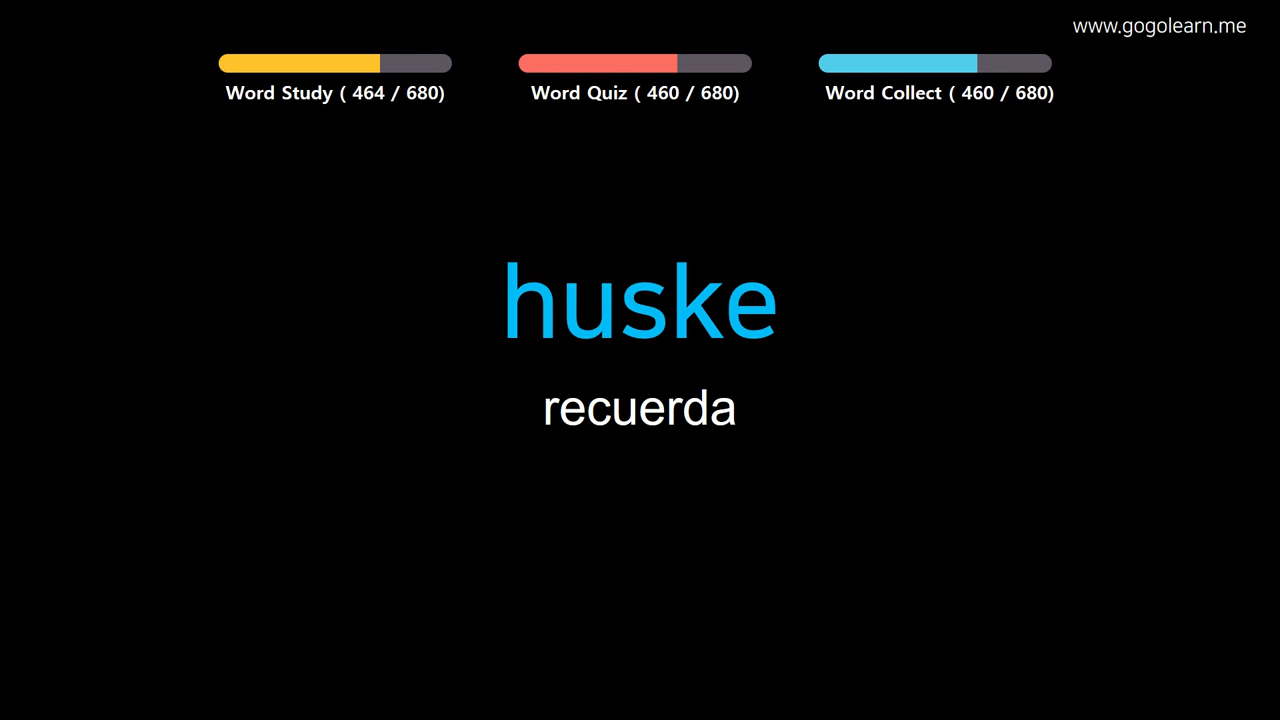 www.gogolearn.me
Word Study ( 464 / 680)
Word Quiz ( 460 / 680)
Word Collect ( 460 / 680)
huske
recuerda